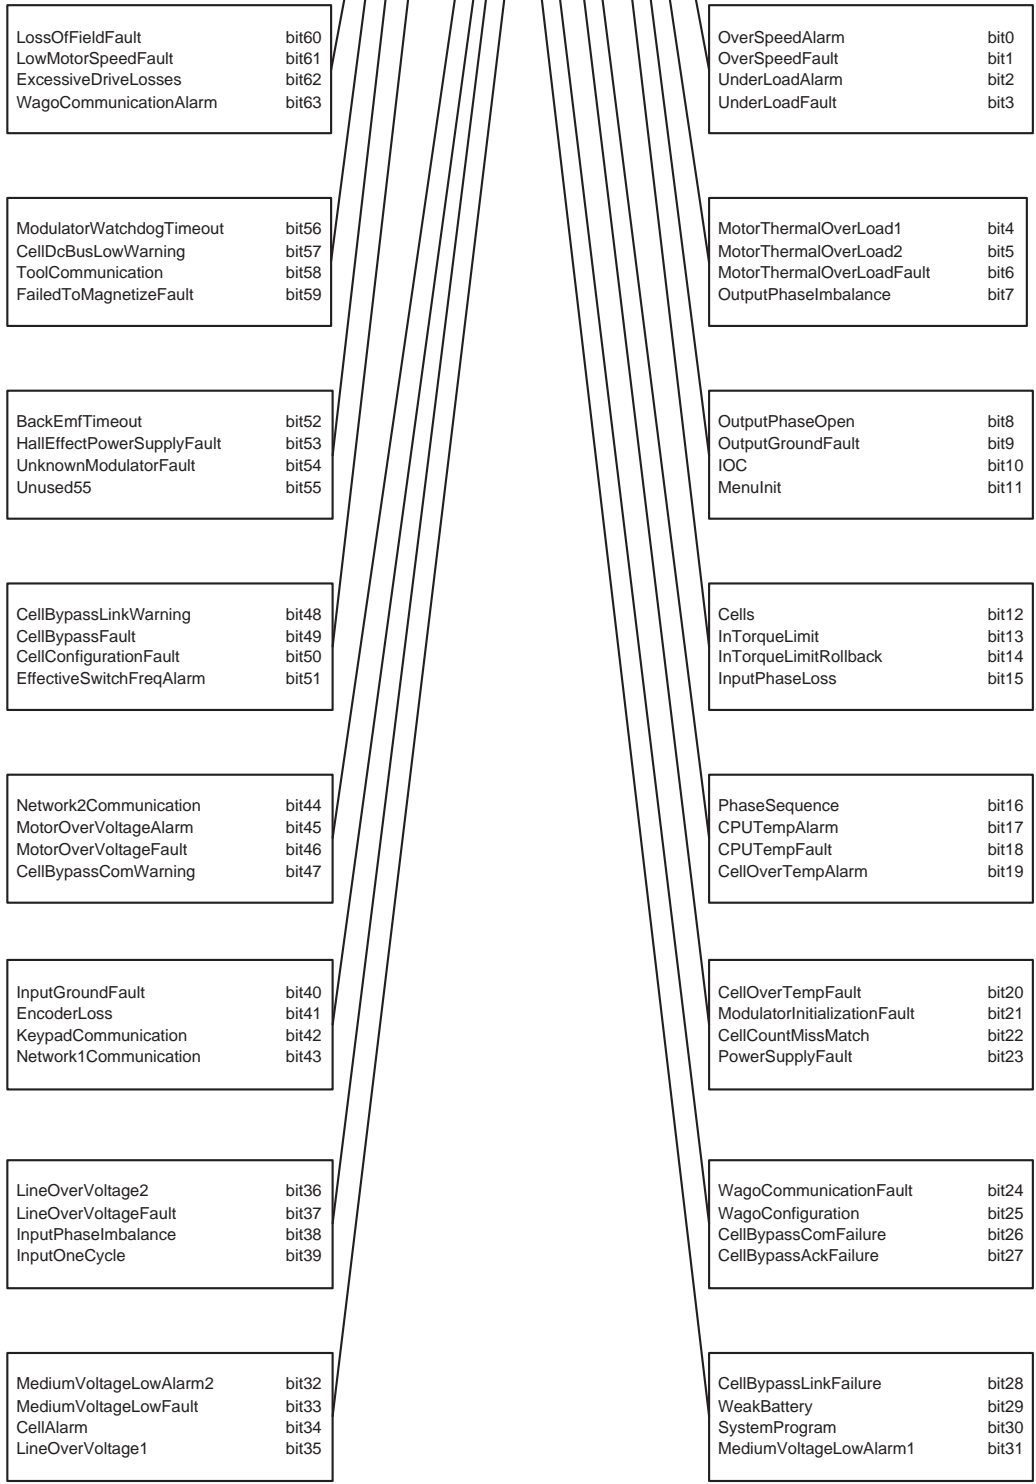 LossOfFieldFault bit60
LowMotorSpeedFault bit61
ExcessiveDriveLosses bit62
WagoCommunicationAlarm bit63
ModulatorWatchdogTimeout bit56
CellDcBusLowWarning bit57
ToolCommunication bit58
FailedToMagnetizeFault bit59
BackEmfTimeout bit52
HallEffectPowerSupplyFault bit53
UnknownModulatorFault bit54
Unused55 bit55
CellBypassLinkWarning bit48
CellBypassFault bit49
CellConfigurationFault bit50
EffectiveSwitchFreqAlarm bit51
Network2Communication bit44
MotorOverVoltageAlarm bit45
MotorOverVoltageFault bit46
CellBypassComWarning bit47
InputGroundFault bit40
EncoderLoss bit41
KeypadCommunication bit42
Network1Communication bit43
LineOverVoltage2 bit36
LineOverVoltageFault bit37
InputPhaseImbalance bit38
InputOneCycle bit39
MediumVoltageLowAlarm2 bit32
MediumVoltageLowFault bit33
CellAlarm bit34
LineOverVoltage1 bit35
OverSpeedAlarm bit0
OverSpeedFault bit1
UnderLoadAlarm bit2
UnderLoadFault bit3
MotorThermalOverLoad1 bit4
MotorThermalOverLoad2 bit5
MotorThermalOverLoadFault bit6
OutputPhaseImbalance bit7
OutputPhaseOpen bit8
OutputGroundFault bit9
IOC bit10
MenuInit bit11
Cells bit12
InTorqueLimit bit13
InTorqueLimitRollback bit14
InputPhaseLoss bit15
PhaseSequence bit16
CPUTempAlarm bit17
CPUTempFault bit18
CellOverTempAlarm bit19
CellOverTempFault bit20
ModulatorInitializationFault bit21
CellCountMissMatch bit22
PowerSupplyFault bit23
WagoCommunicationFault bit24
WagoConfiguration bit25
CellBypassComFailure bit26
CellBypassAckFailure bit27
CellBypassLinkFailure bit28
WeakBattery bit29
SystemProgram bit30
MediumVoltageLowAlarm1 bit31